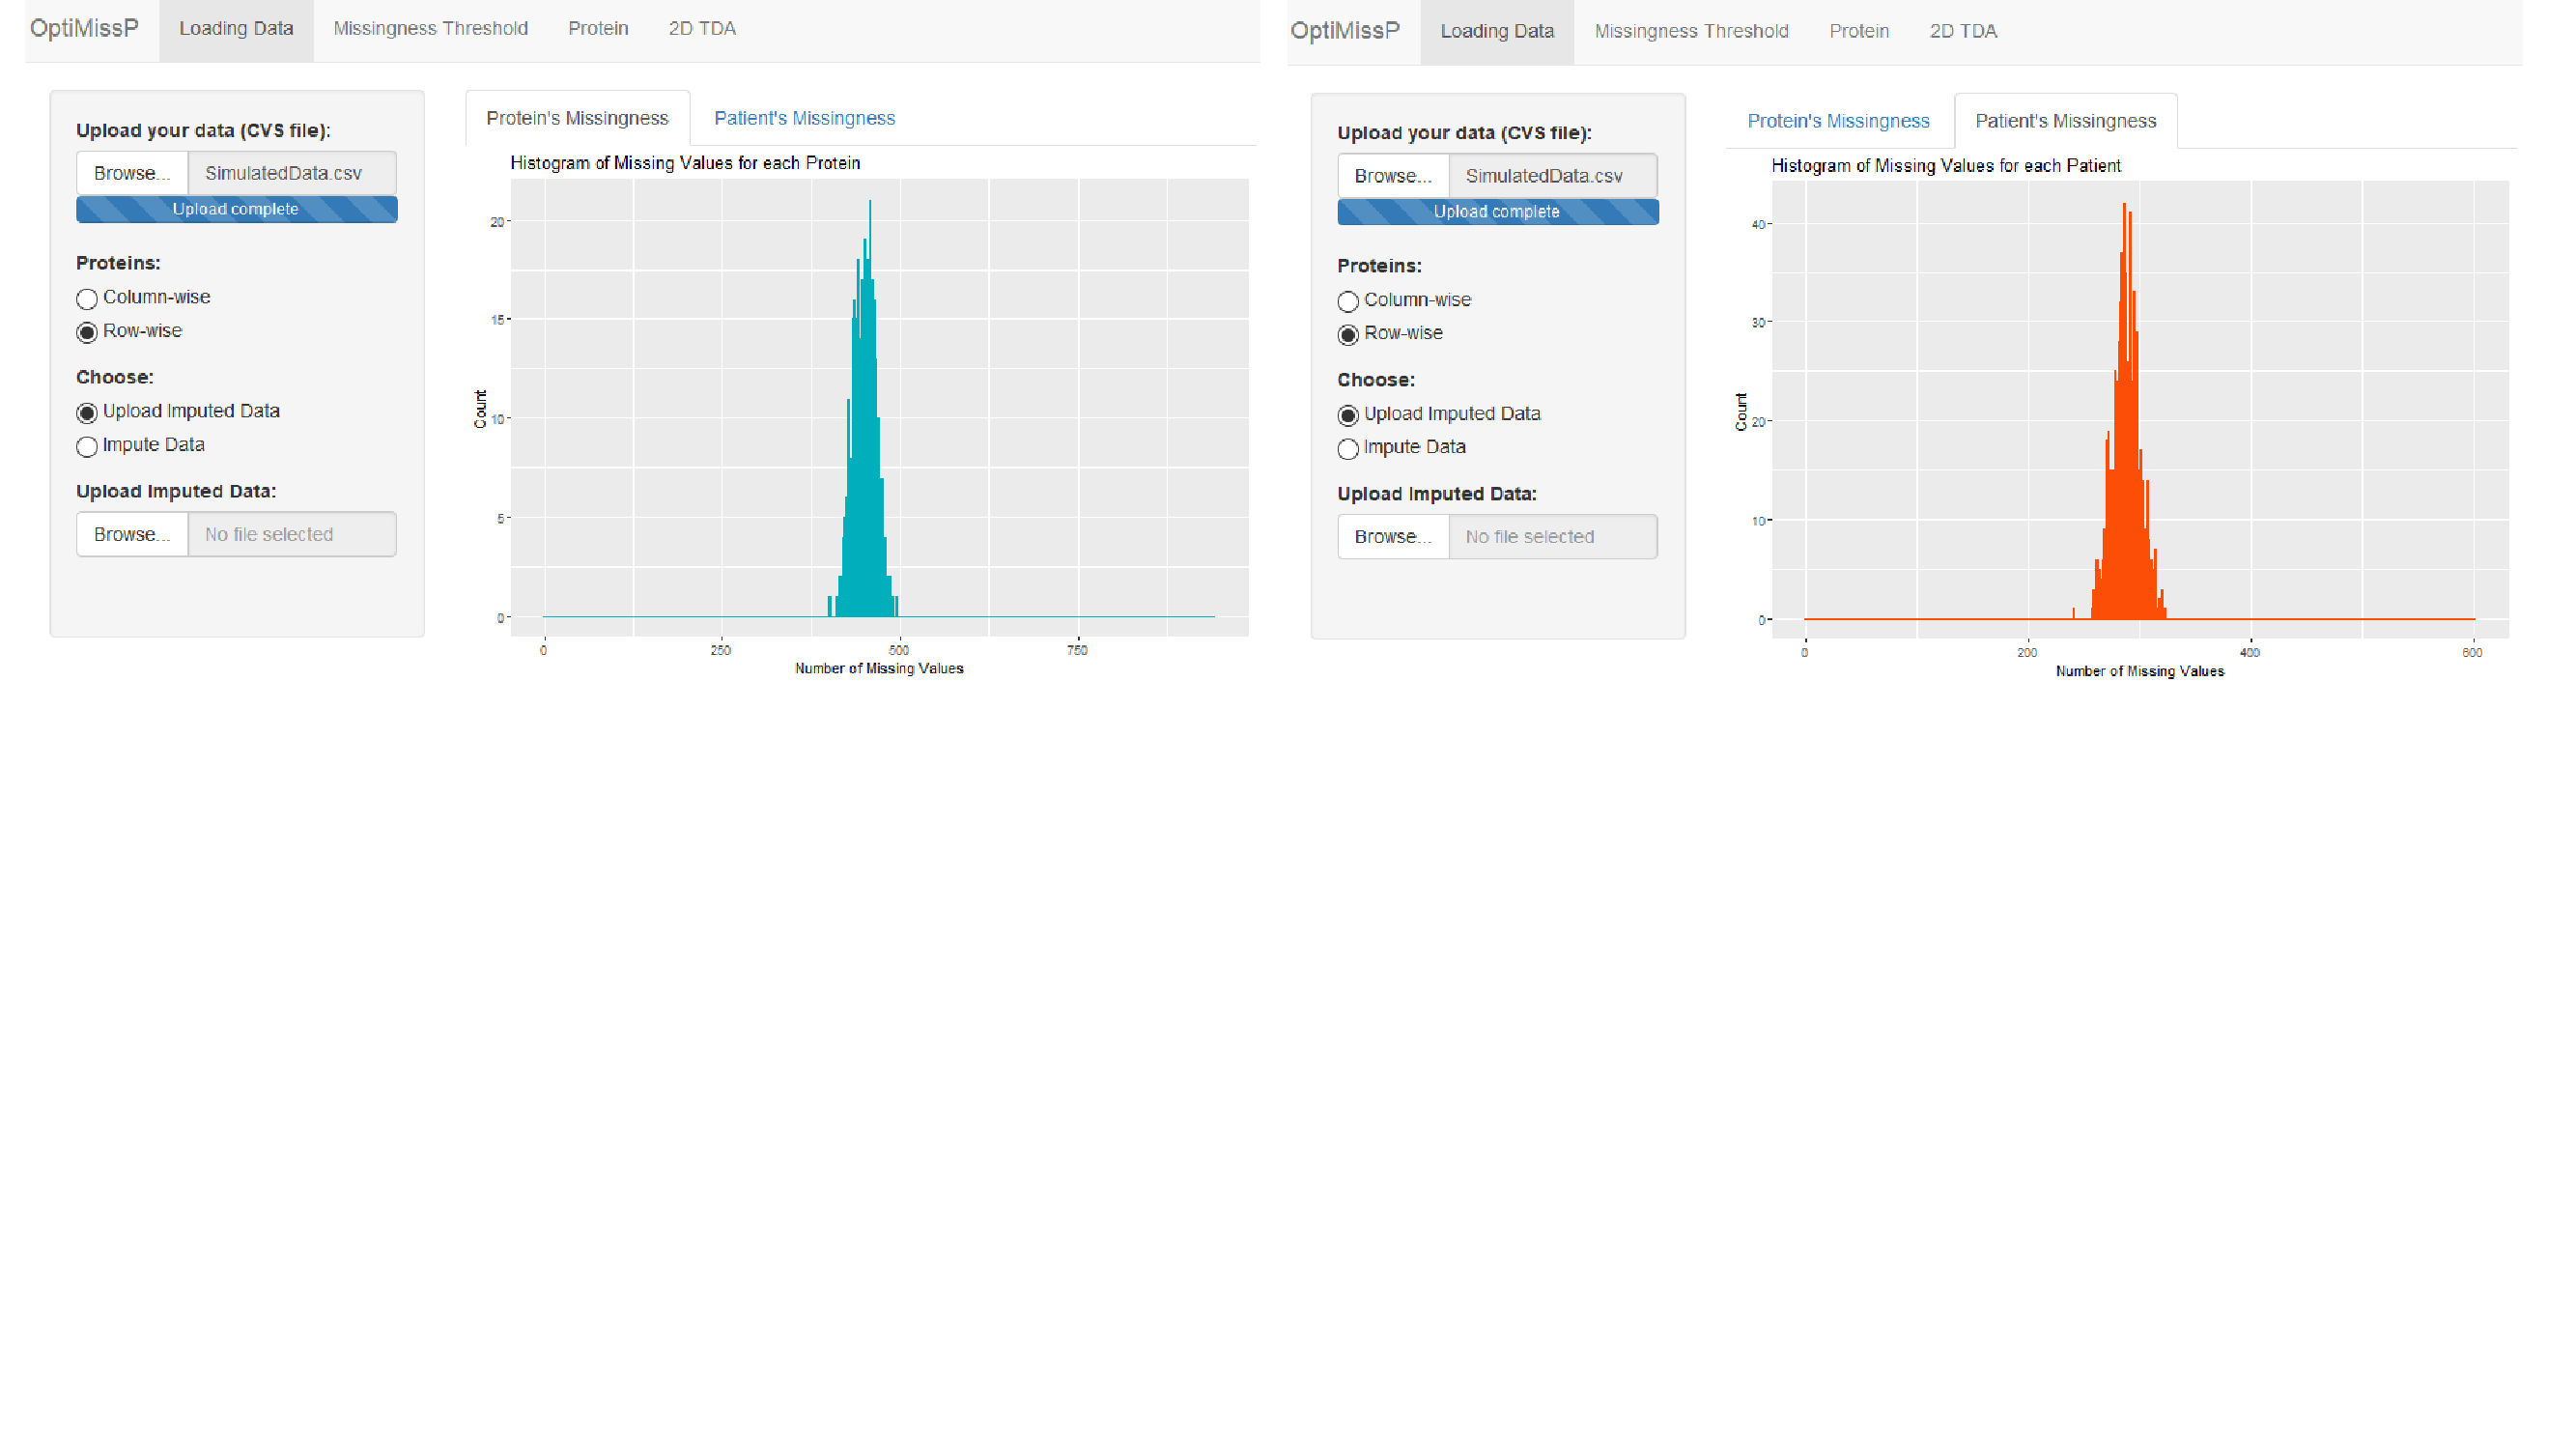 OptiMissP Loading Data Missingness Threshold Protein 2D TDA
Upload your data (CVS file):
Browse... SimulatedData.csv
Upload complete
Proteins:
Column-wise
Row-wise
Choose:
Upload Imputed Data
Impute Data
Upload Imputed Data:
Browse... No file selected
Protein's Missingness Patient's Missingness
Histogram of Missing Values for each Protein
Count
20
15
10
5
0
0 250 500 750
Number of Missing Values
OptiMissP Loading Data Missingness Threshold Protein 2D TDA
Upload your data (CVS file):
Browse... SimulatedData.csv
Upload complete
Proteins:
Column-wise
Row-wise
Choose:
Upload Imputed Data
Impute Data
Upload Imputed Data:
Browse... No file selected
Protein's Missingness Patient's Missingness
Histogram of Missing Values for each Patient
Count
40
30
20
10
0
0 200 400 600
Number of Missing Values